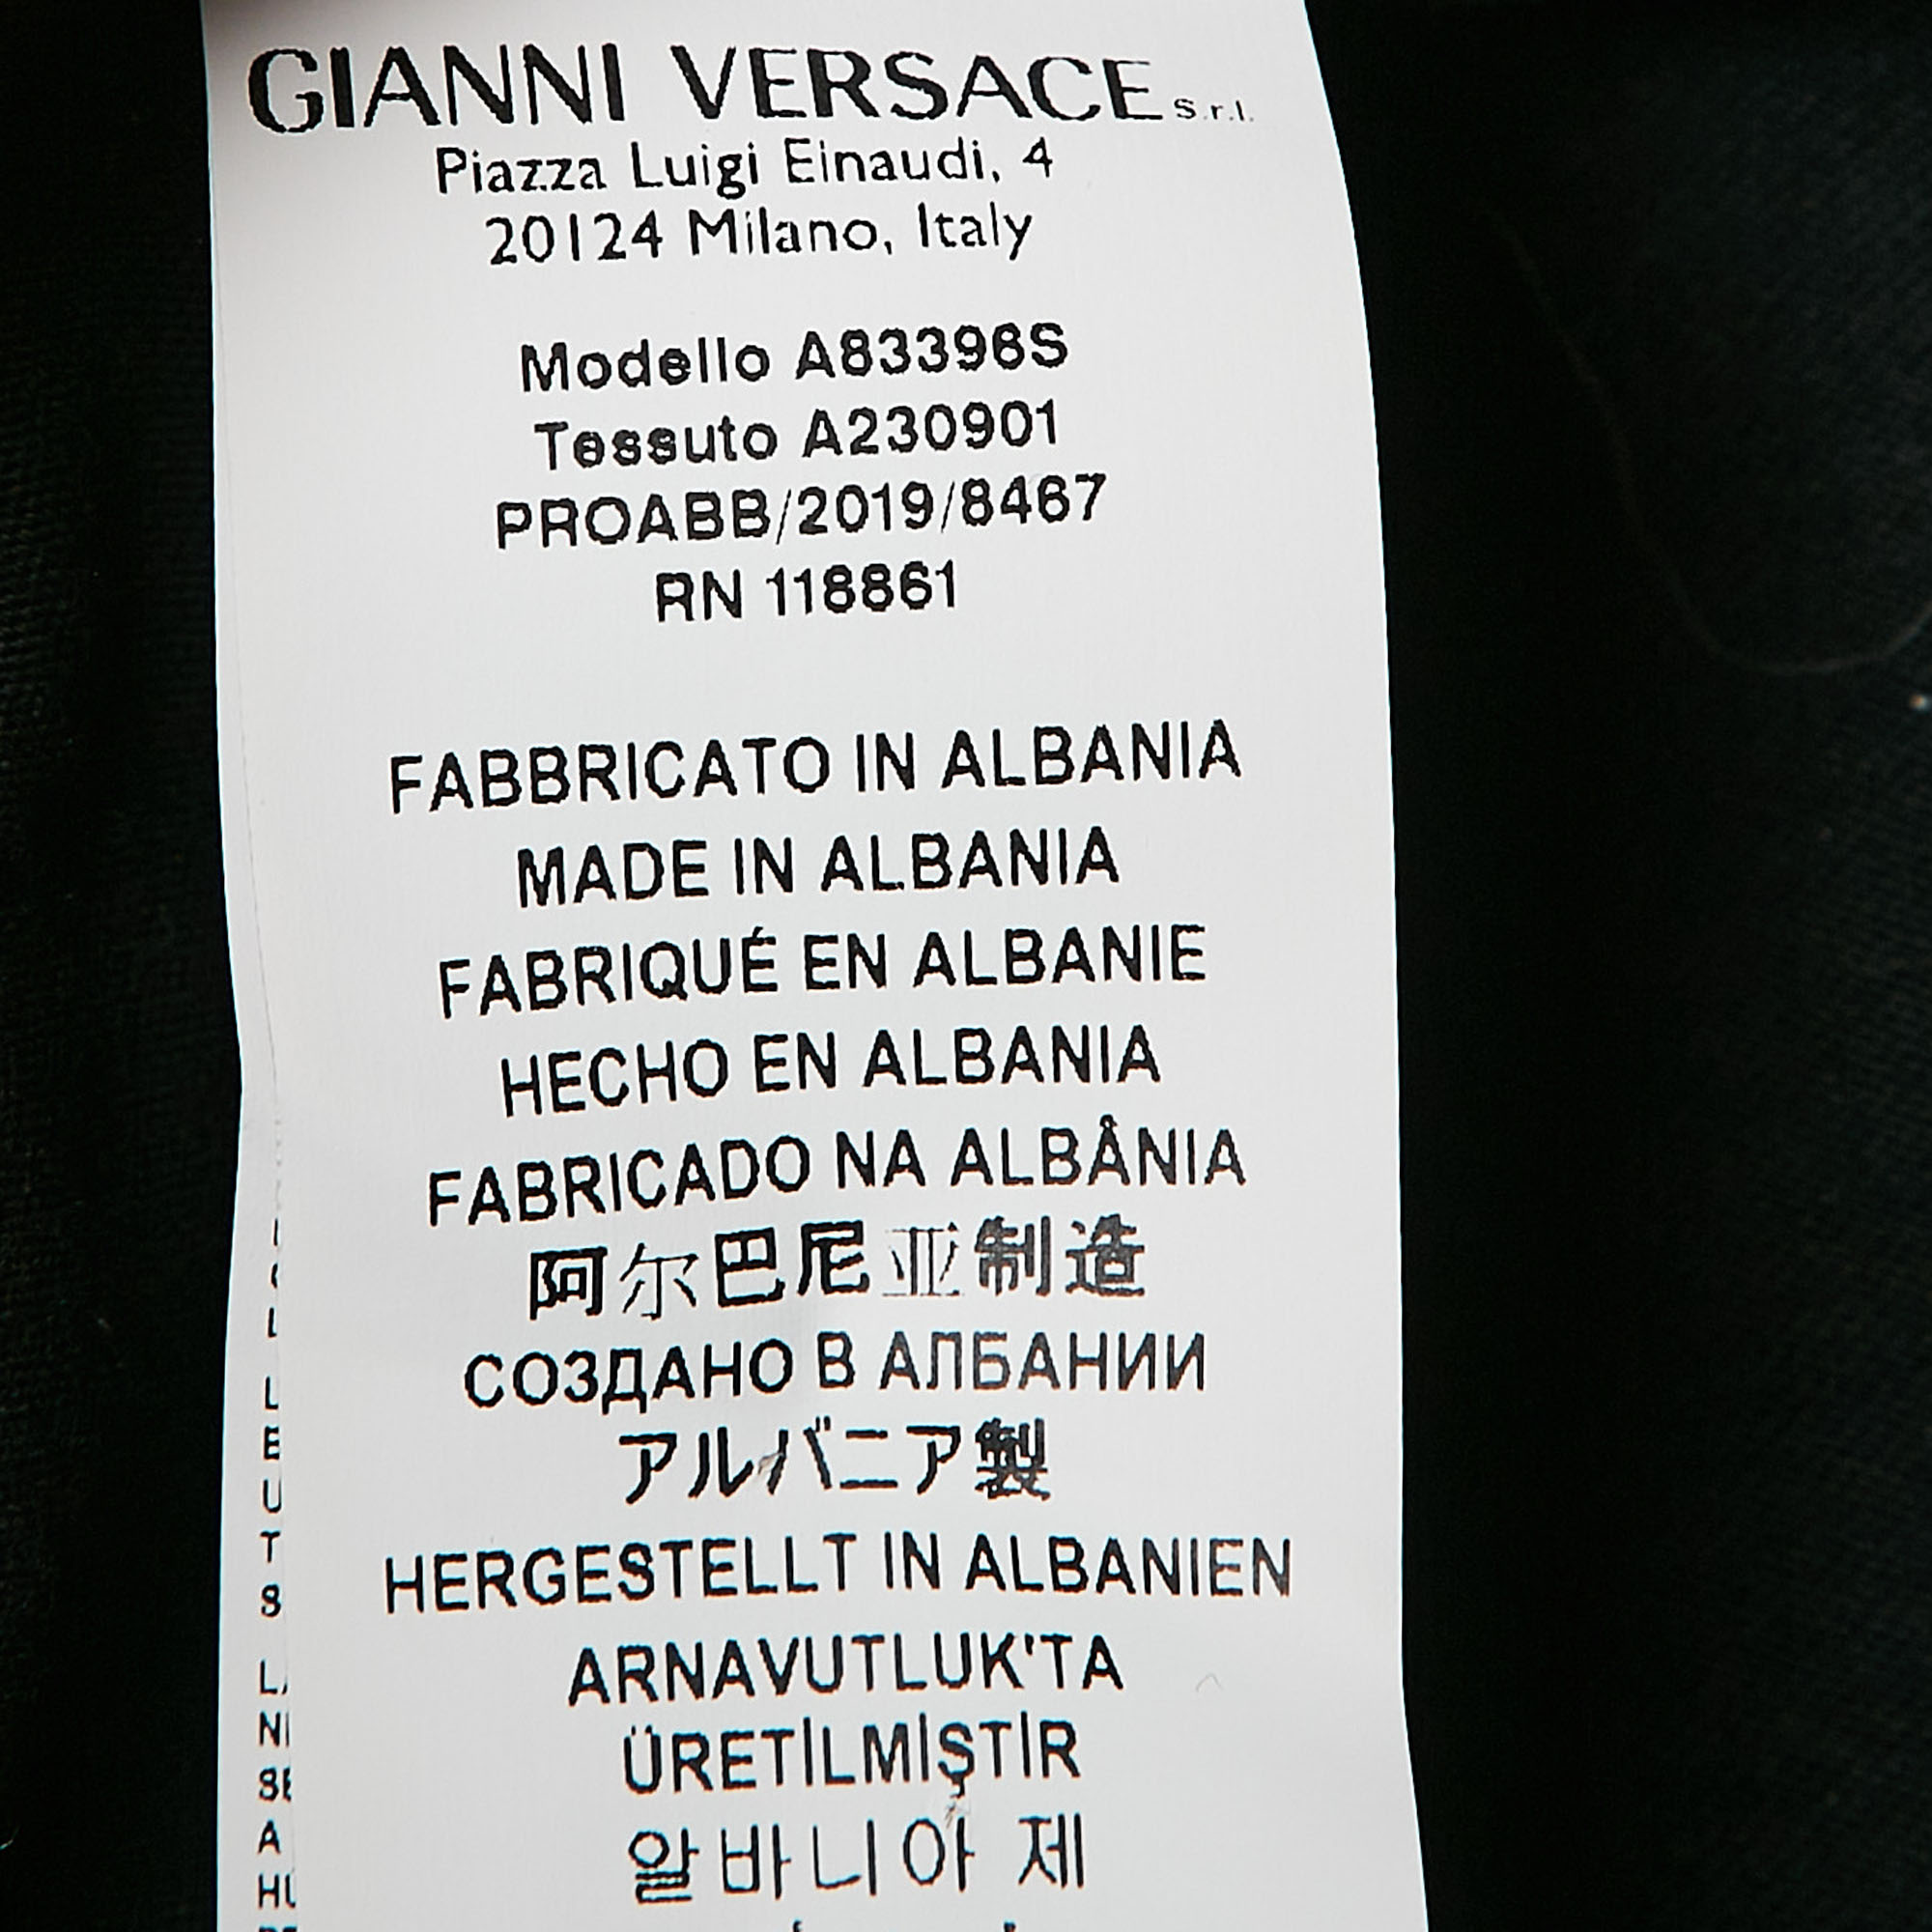 GIANNI VERSACE S.r.l.
Piazza Luigi Einaudi, 4
20124 Milano, Italy
Modello A83396S
Tessuto A230901
PROABB/2019/8467
RN 118861
FABBRICATO IN ALBANIA
MADE IN ALBANIA
FABRIQUÉ EN ALBANIE
HECHO EN ALBANIA
FABRICADO NA ALBÂNIA
阿尔巴尼亚制造
СОЗДАНО В АЛБАНИИ
アルバニア製
HERGESTELLT IN ALBANIEN
ARNAVUTLUK'TA
ÜRETİLMİŞTİR
알바니아 제